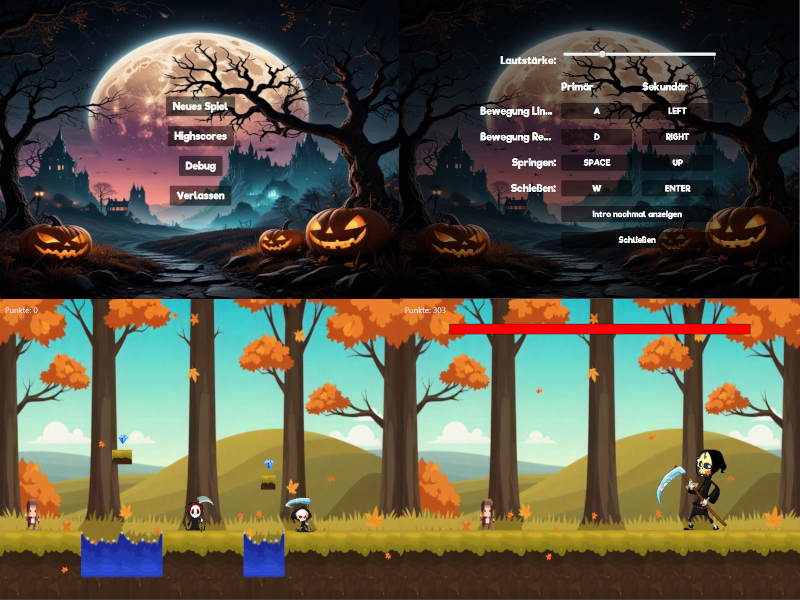 Neues Spiel
Highscores
Debug
Verlassen
Lautstärke:
Primär Sekundär
Bewegung Lin... A LEFT
Bewegung Re... D RIGHT
Springen: SPACE UP
Schießen: W ENTER
Intro nochmal anzeigen
Schließen
Punkte: 0
Punkte: 303